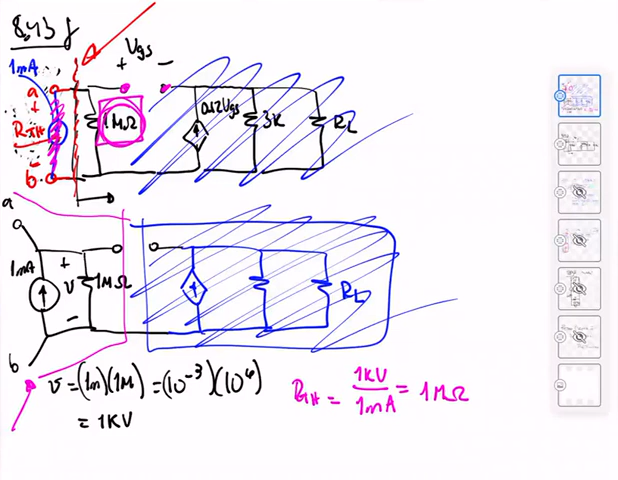 8.43 f
+ Vgs -
1mA
a
+
RTH
-
b
1MΩ
0.12Vgs
3K
RL
a
1mA
+
v
-
1MΩ
RL
b
v = (1m)(1M) = (10⁻³)(10⁶)
= 1KV
RTH = 1KV/1mA = 1MΩ